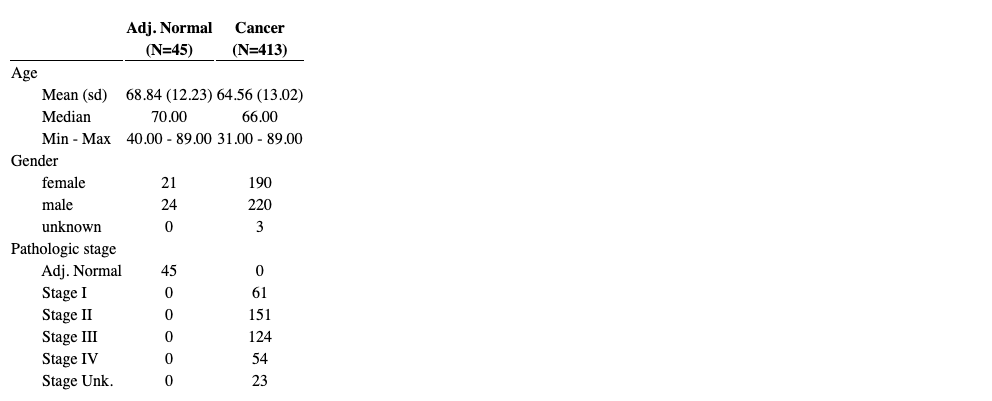 Adj. Normal Cancer
(N=45) (N=413)
Age
Mean (sd) 68.84 (12.23) 64.56 (13.02)
Median 70.00 66.00
Min - Max 40.00 - 89.00 31.00 - 89.00
Gender
female 21 190
male 24 220
unknown 0 3
Pathologic stage
Adj. Normal 45 0
Stage I 0 61
Stage II 0 151
Stage III 0 124
Stage IV 0 54
Stage Unk. 0 23